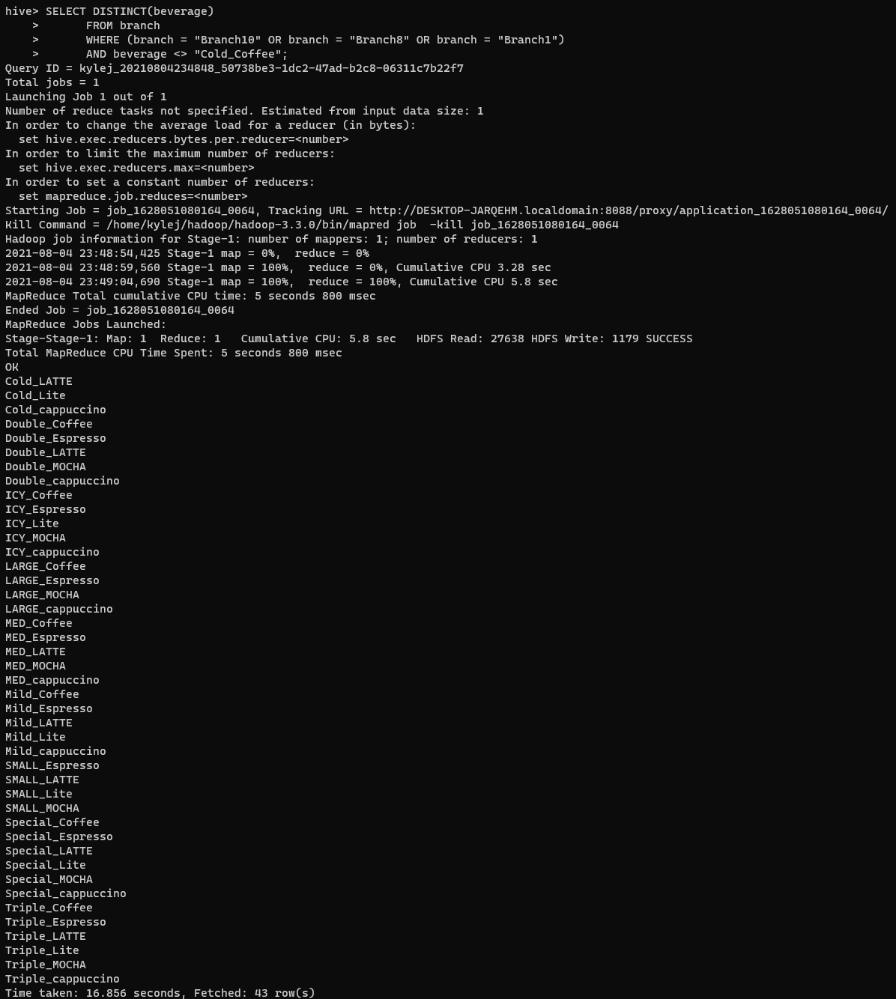 hive> SELECT DISTINCT(beverage)
    >       FROM branch
    >       WHERE (branch = "Branch10" OR branch = "Branch8" OR branch = "Branch1")
    >       AND beverage <> "Cold_Coffee";
Query ID = kylej_20210804234848_50738be3-1dc2-47ad-b2c8-06311c7b22f7
Total jobs = 1
Launching Job 1 out of 1
Number of reduce tasks not specified. Estimated from input data size: 1
In order to change the average load for a reducer (in bytes):
  set hive.exec.reducers.bytes.per.reducer=<number>
In order to limit the maximum number of reducers:
  set hive.exec.reducers.max=<number>
In order to set a constant number of reducers:
  set mapreduce.job.reduces=<number>
Starting Job = job_1628051080164_0064, Tracking URL = http://DESKTOP-JARQEHM.localdomain:8088/proxy/application_1628051080164_0064/
Kill Command = /home/kylej/hadoop/hadoop-3.3.0/bin/mapred job  -kill job_1628051080164_0064
Hadoop job information for Stage-1: number of mappers: 1; number of reducers: 1
2021-08-04 23:48:54,425 Stage-1 map = 0%,  reduce = 0%
2021-08-04 23:48:59,560 Stage-1 map = 100%,  reduce = 0%, Cumulative CPU 3.28 sec
2021-08-04 23:49:04,690 Stage-1 map = 100%,  reduce = 100%, Cumulative CPU 5.8 sec
MapReduce Total cumulative CPU time: 5 seconds 800 msec
Ended Job = job_1628051080164_0064
MapReduce Jobs Launched:
Stage-Stage-1: Map: 1  Reduce: 1   Cumulative CPU: 5.8 sec   HDFS Read: 27638 HDFS Write: 1179 SUCCESS
Total MapReduce CPU Time Spent: 5 seconds 800 msec
OK
Cold_LATTE
Cold_Lite
Cold_cappuccino
Double_Coffee
Double_Espresso
Double_LATTE
Double_MOCHA
Double_cappuccino
ICY_Coffee
ICY_Espresso
ICY_Lite
ICY_MOCHA
ICY_cappuccino
LARGE_Coffee
LARGE_Espresso
LARGE_MOCHA
LARGE_cappuccino
MED_Coffee
MED_Espresso
MED_LATTE
MED_MOCHA
MED_cappuccino
Mild_Coffee
Mild_Espresso
Mild_LATTE
Mild_Lite
Mild_cappuccino
SMALL_Espresso
SMALL_LATTE
SMALL_Lite
SMALL_MOCHA
Special_Coffee
Special_Espresso
Special_LATTE
Special_Lite
Special_MOCHA
Special_cappuccino
Triple_Coffee
Triple_Espresso
Triple_LATTE
Triple_Lite
Triple_MOCHA
Triple_cappuccino
Time taken: 16.856 seconds, Fetched: 43 row(s)